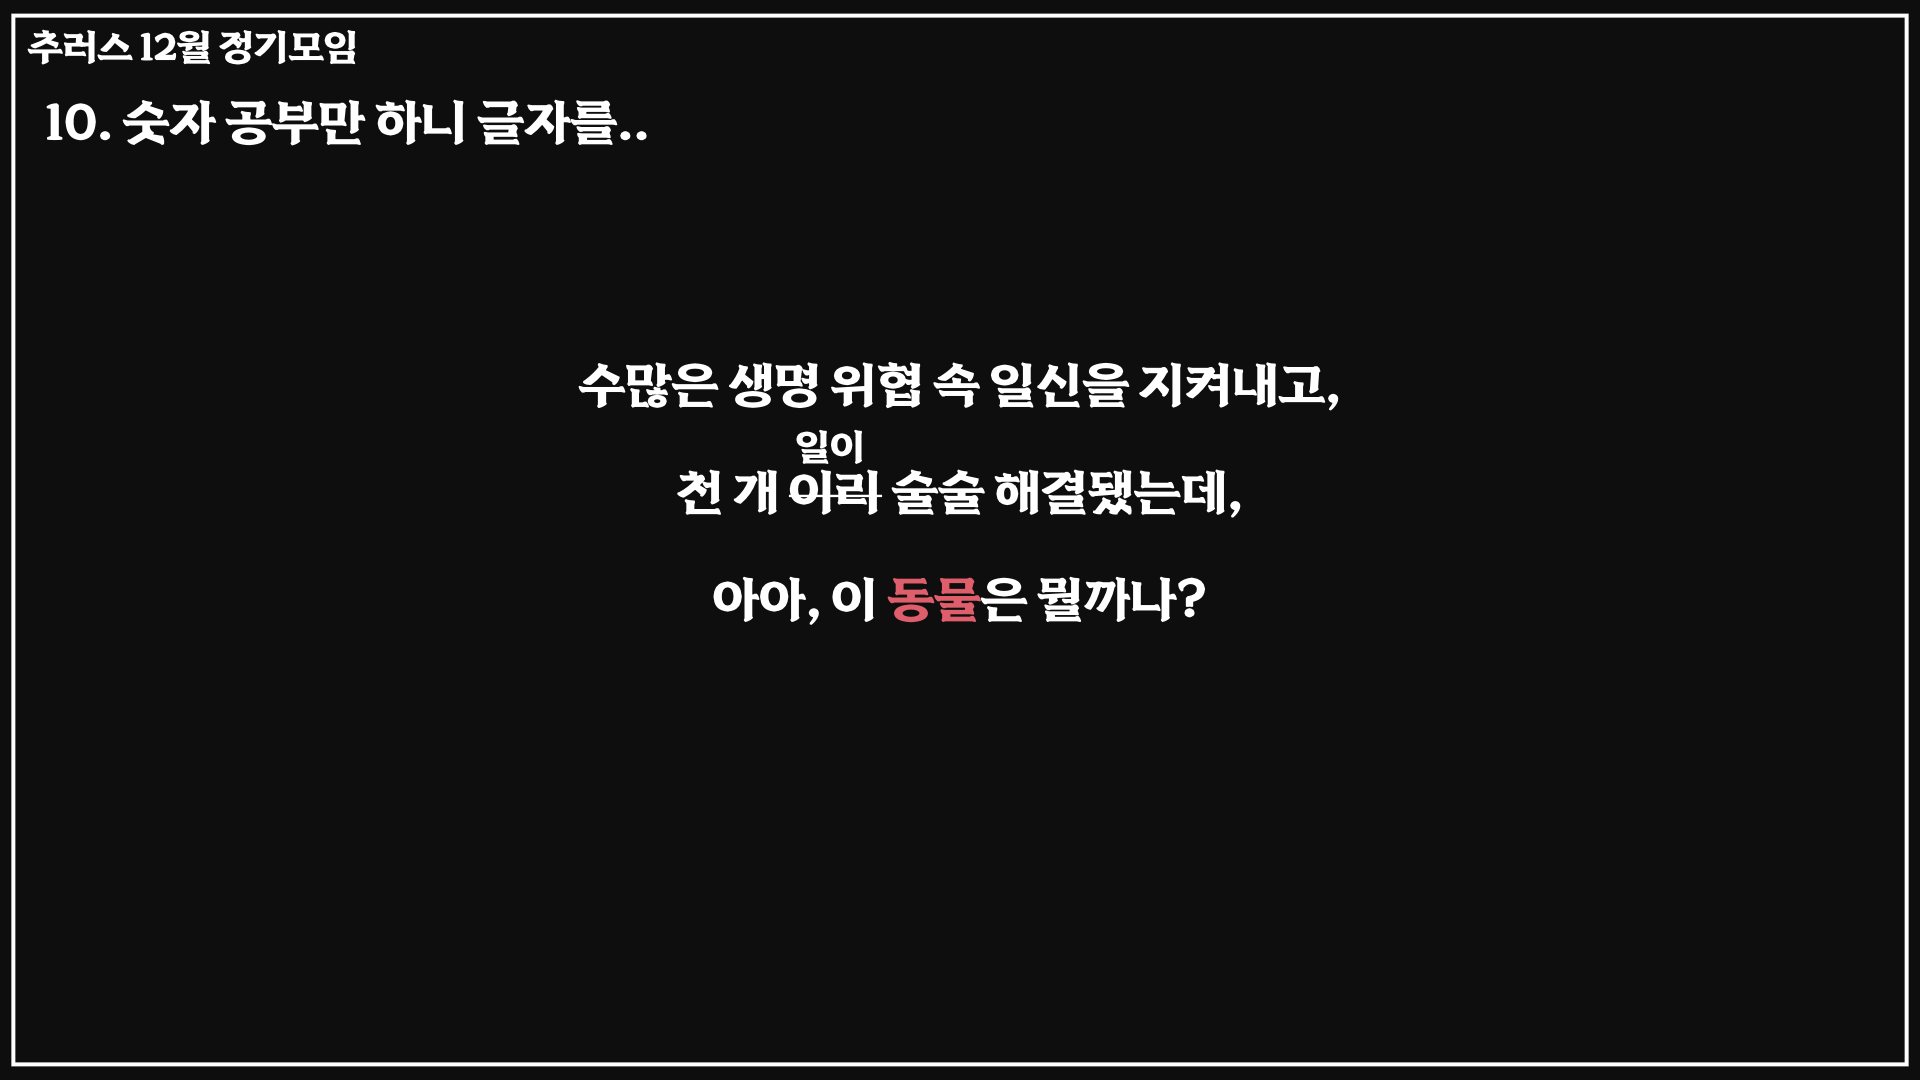 추러스 12월 정기모임
10. 숫자 공부만 하니 글자를..
수많은 생명 위협 속 일신을 지켜내고,
일이
천 개 이리 술술 해결됐는데,
아아, 이 동물은 뭘까나?